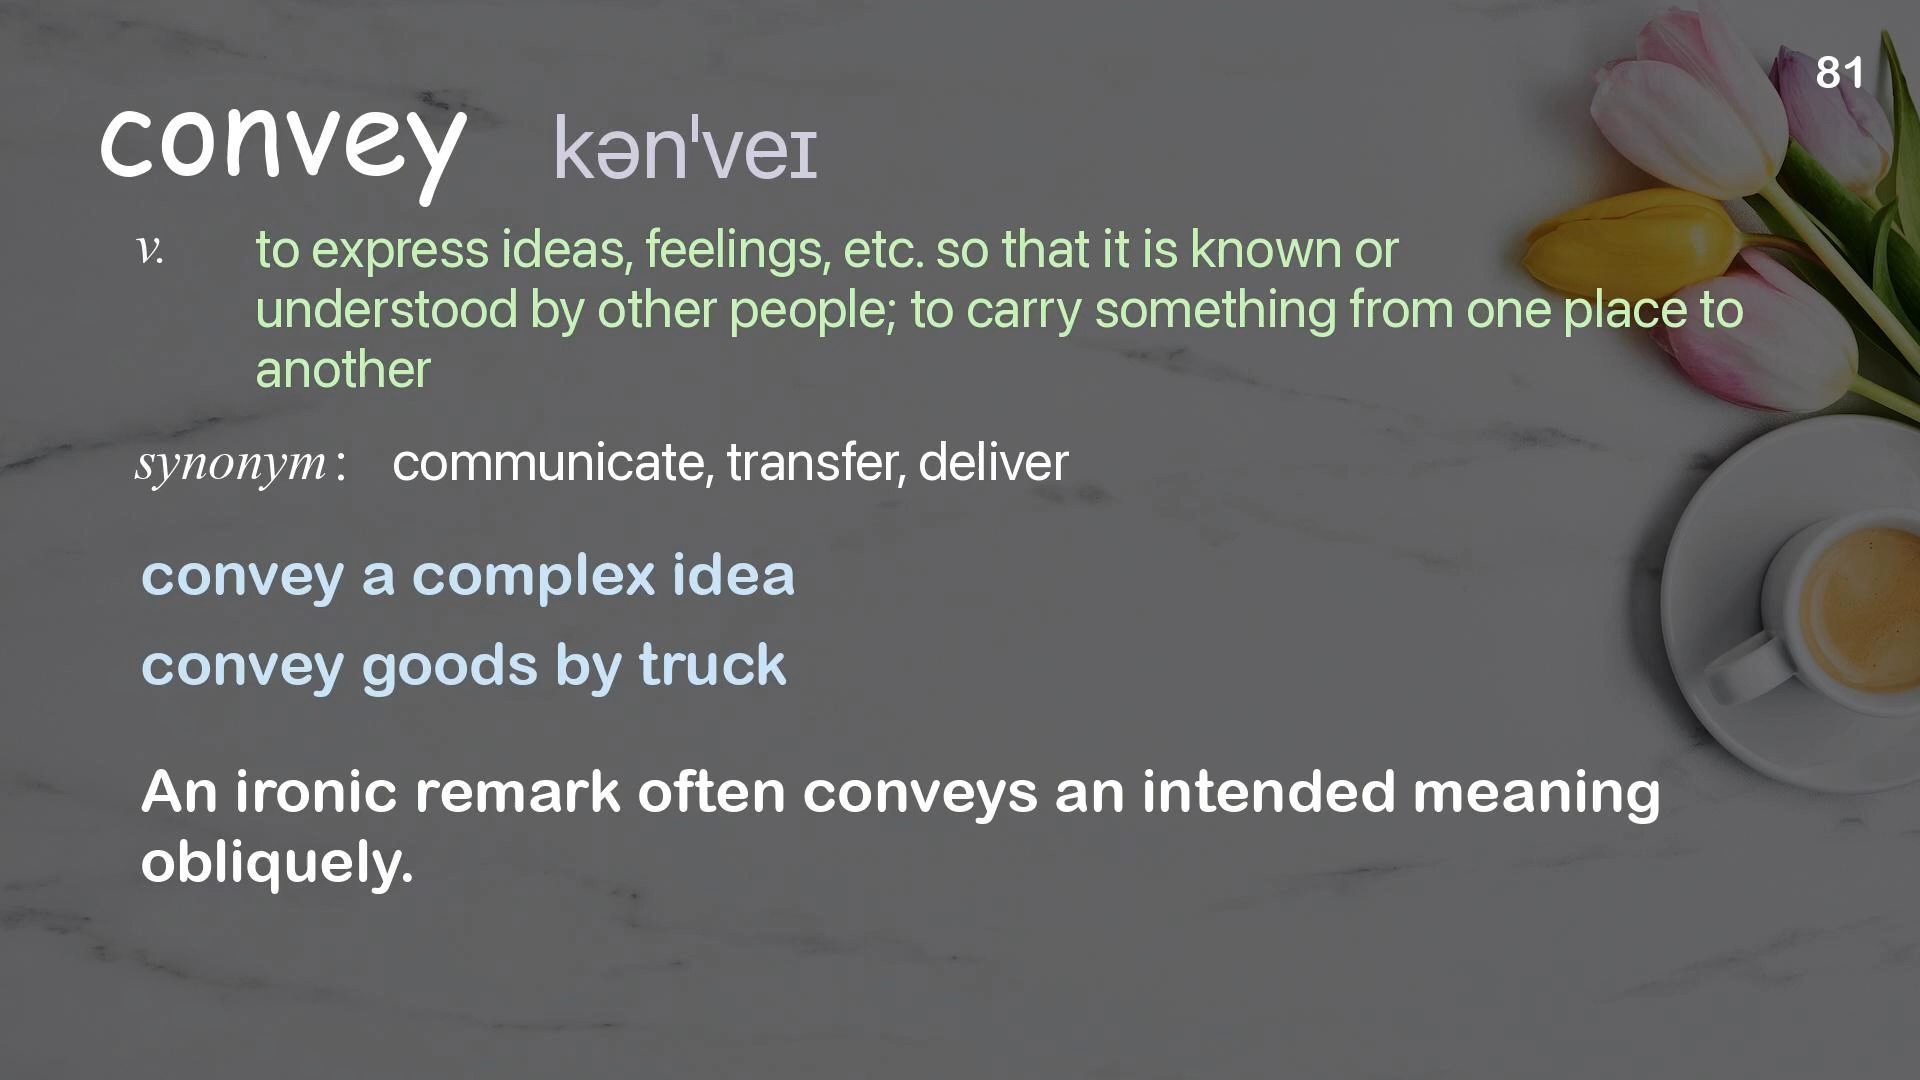 81
convey kən'veɪ
v. to express ideas, feelings, etc. so that it is known or
understood by other people; to carry something from one place to
another
synonym: communicate, transfer, deliver
convey a complex idea
convey goods by truck
An ironic remark often conveys an intended meaning
obliquely.